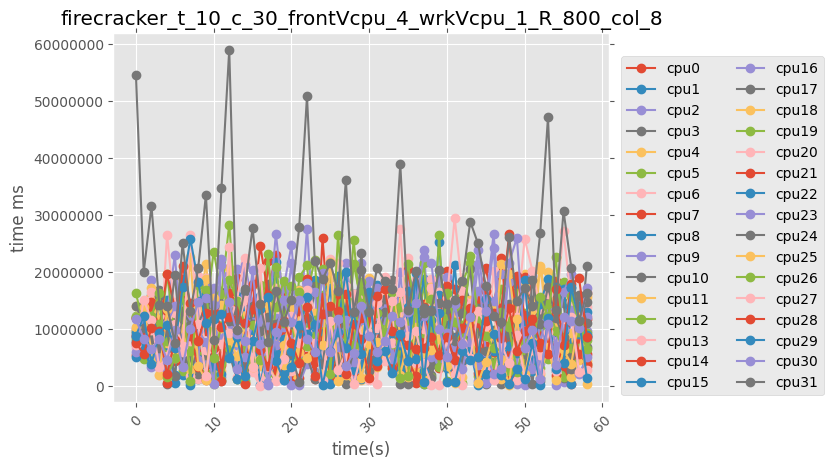 firecracker_t_10_c_30_frontVcpu_4_wrkVcpu_1_R_800_col_8
60000000
50000000
40000000
30000000
20000000
10000000
0
time ms
0
10
20
30
40
50
60
time(s)
cpu0
cpu1
cpu2
cpu3
cpu4
cpu5
cpu6
cpu7
cpu8
cpu9
cpu10
cpu11
cpu12
cpu13
cpu14
cpu15
cpu16
cpu17
cpu18
cpu19
cpu20
cpu21
cpu22
cpu23
cpu24
cpu25
cpu26
cpu27
cpu28
cpu29
cpu30
cpu31